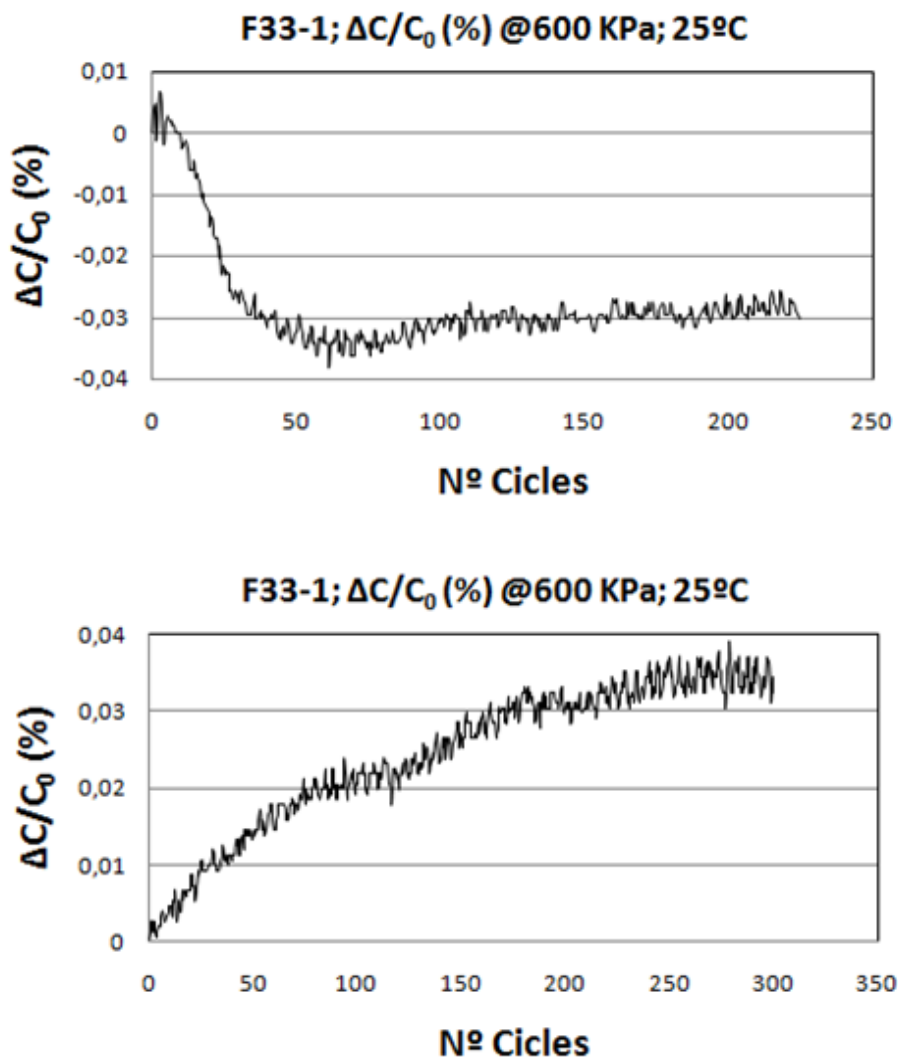 F33-1; ΔC/C₀ (%) @600 KPa; 25ºC
ΔC/C₀ (%)
0,01
0
-0,01
-0,02
-0,03
-0,04
0 50 100 150 200 250
Nº Cicles
F33-1; ΔC/C₀ (%) @600 KPa; 25ºC
ΔC/C₀ (%)
0,04
0,03
0,02
0,01
0
0 50 100 150 200 250 300 350
Nº Cicles